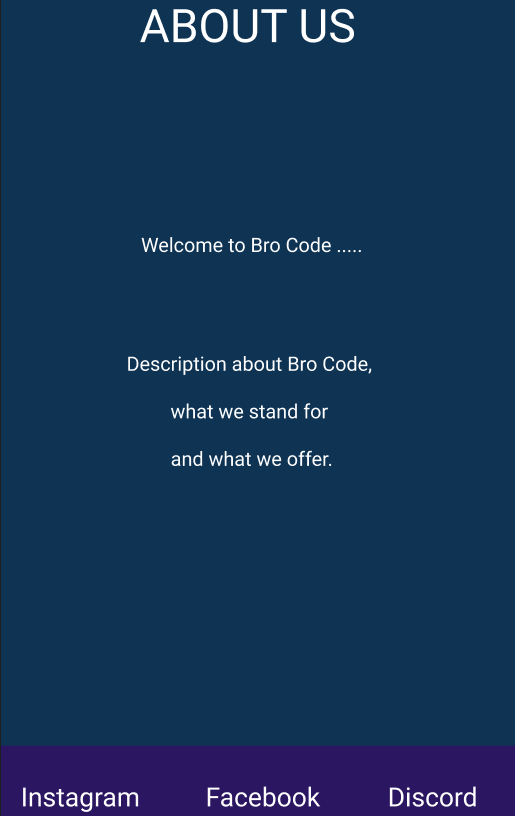 ABOUT US
Welcome to Bro Code .....
Description about Bro Code,
what we stand for
and what we offer.
Instagram Facebook Discord